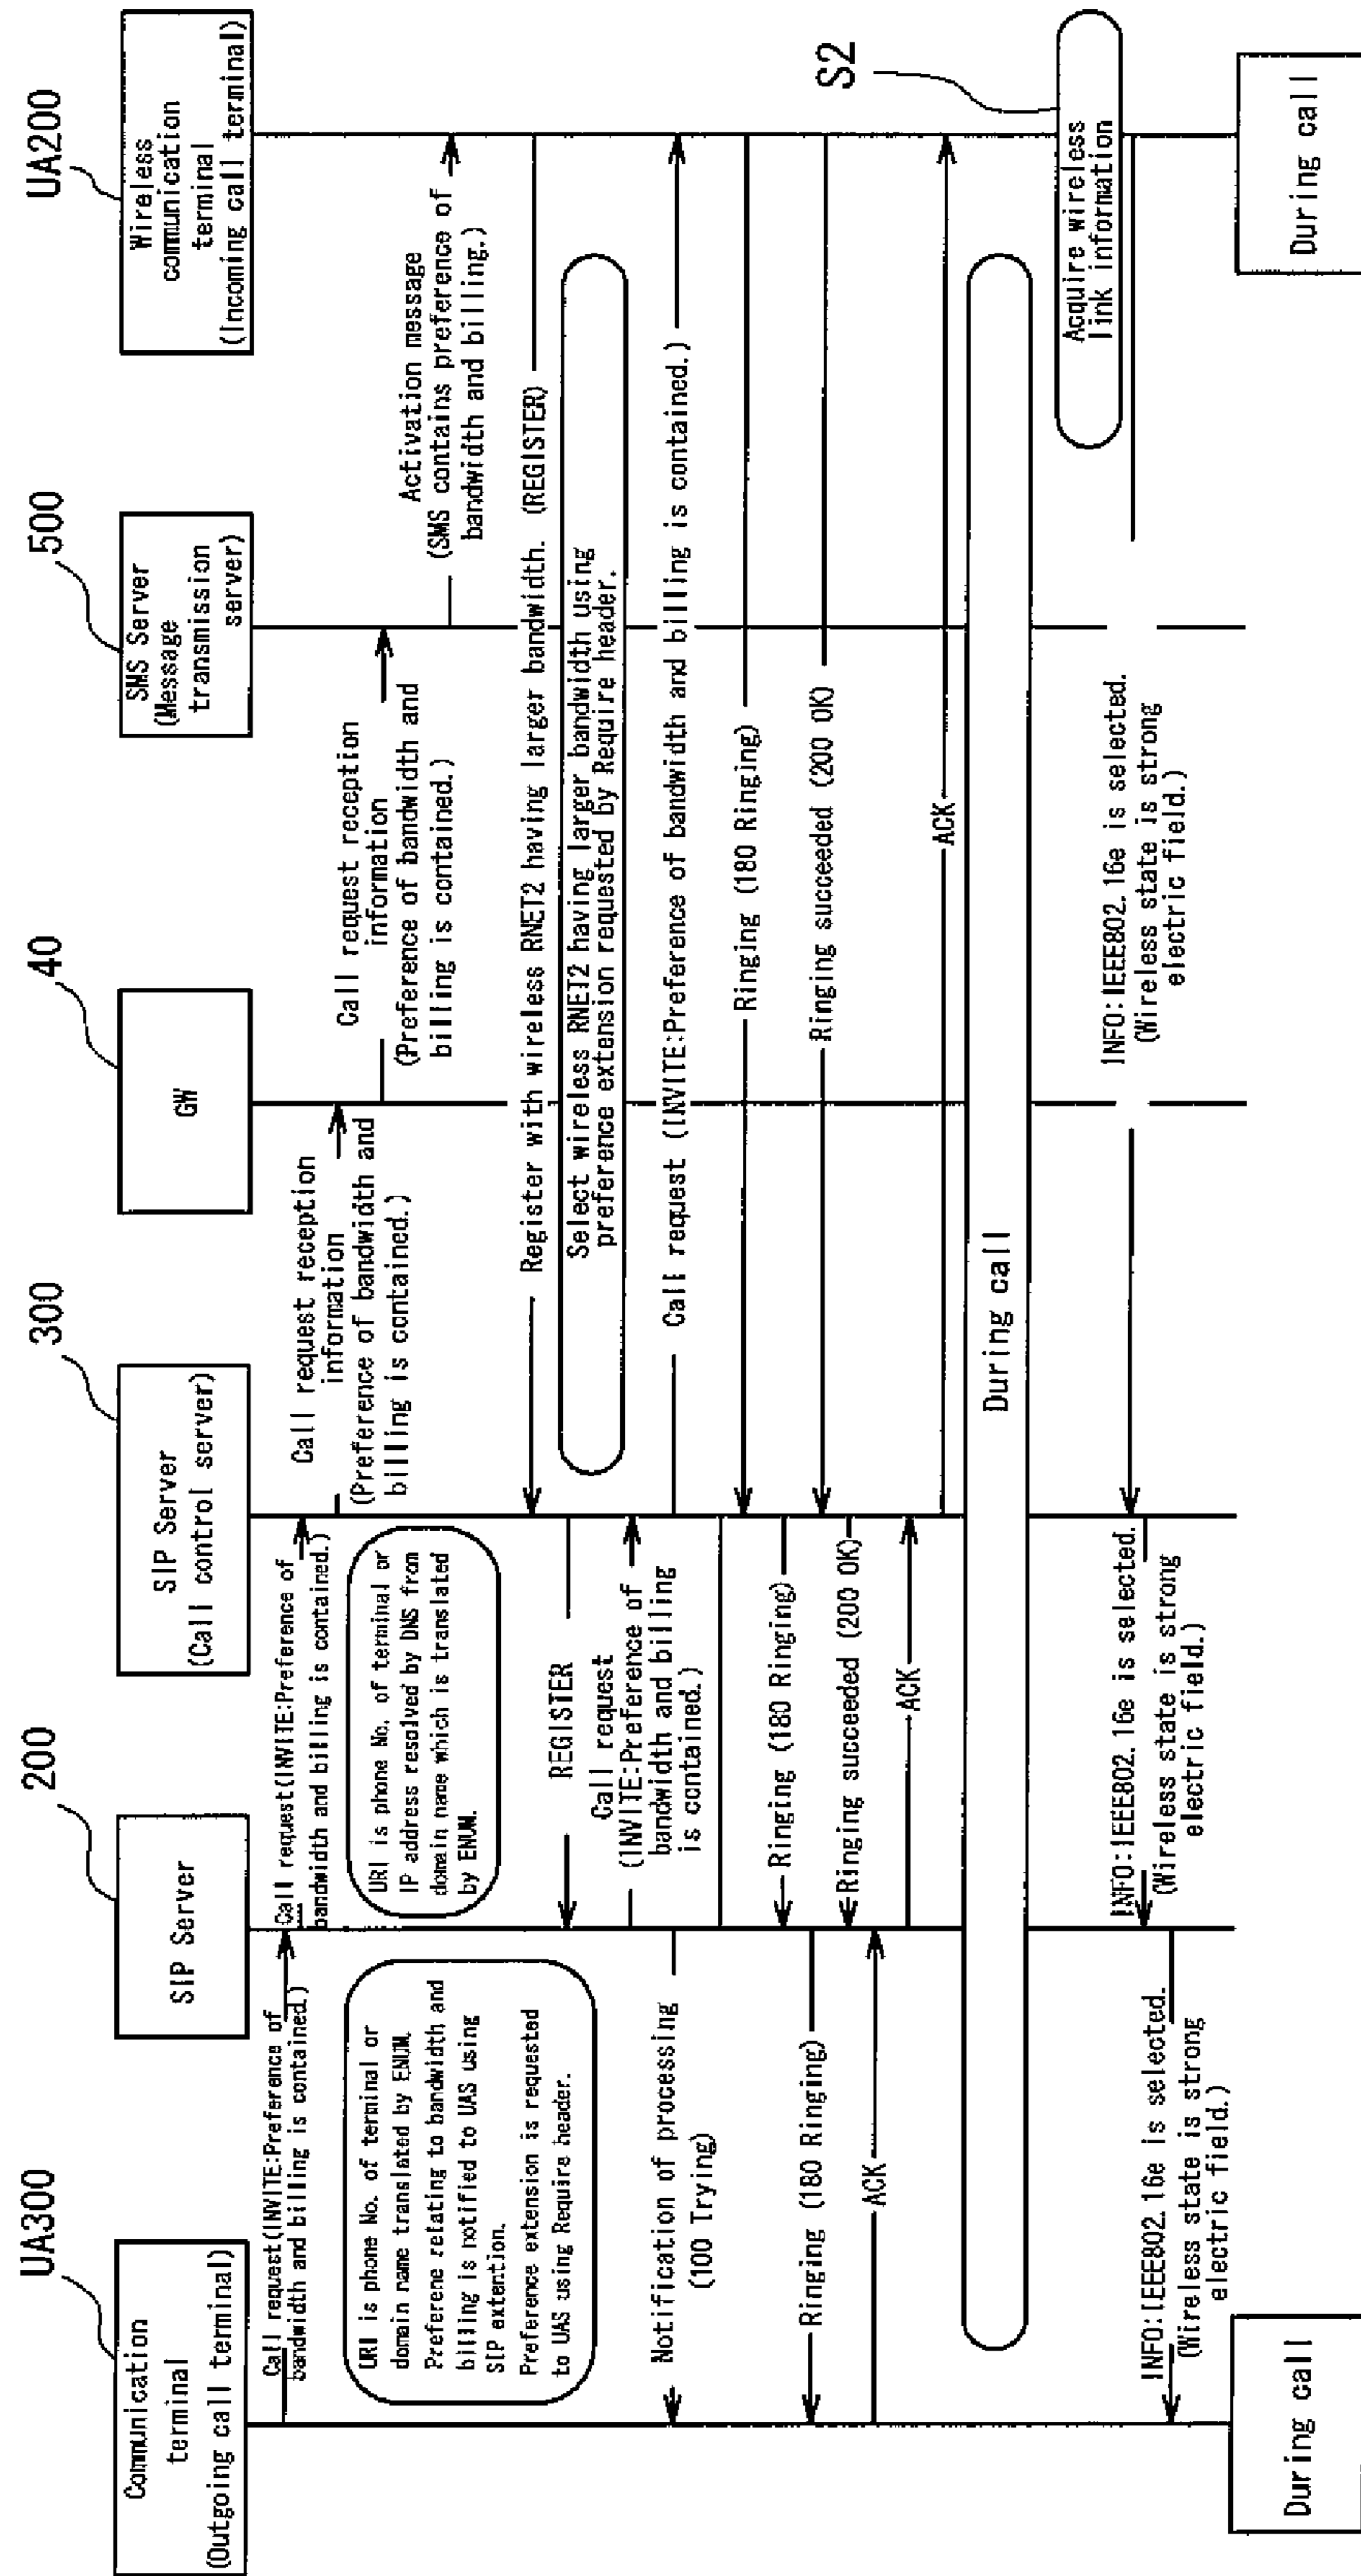 UA300
Communication
terminal
(Outgoing call terminal)
200
SIP Server
300
SIP Server
(Call control server)
40
GW
500
SMS Server
(Message
transmission
server)
UA200
Wireless
communication
terminal
(Incoming call terminal)
Call request(INVITE:Preference of
bandwidth and billing is contained.)
Call request(INVITE:Preference of
bandwidth and billing is contained.)
Call request reception
information
(Preference of bandwidth and
billing is contained.)
Call request reception
information
(Preference of bandwidth and
billing is contained.)
Activation message
(SMS contains preference of
bandwidth and billing.)
URI is phone No. of terminal or
domain name translated by ENUM.
Preferene relating to bandwidth and
billing is notified to UAS using
SIP extention.
Preference extension is requested
to UAS using Require header.
URI is phone No. of terminal or
IP address resolved by DNS from
domain name which is translated
by ENUM.
Register with wireless RNET2 having larger bandwidth. (REGISTER)
REGISTER
Select wireless RNET2 having larger bandwidth using
preference extension requested by Require header.
Call request
(INVITE:Preference of
bandwidth and billing
is contained.)
Call request (INVITE:Preference of bandwidth and billing is contained.)
Notification of processing
(100 Trying)
Ringing (180 Ringing)
Ringing (180 Ringing)
Ringing (180 Ringing)
Ringing succeeded (200 OK)
Ringing succeeded (200 OK)
ACK
ACK
ACK
During call
S2
Acquire wireless
link information
INFO:IEEE802.16e is selected.
(Wireless state is strong
electric field.)
INFO:IEEE802.16e is selected.
(Wireless state is strong
electric field.)
INFO:IEEE802.16e is selected.
(Wireless state is strong
electric field.)
During call
During call